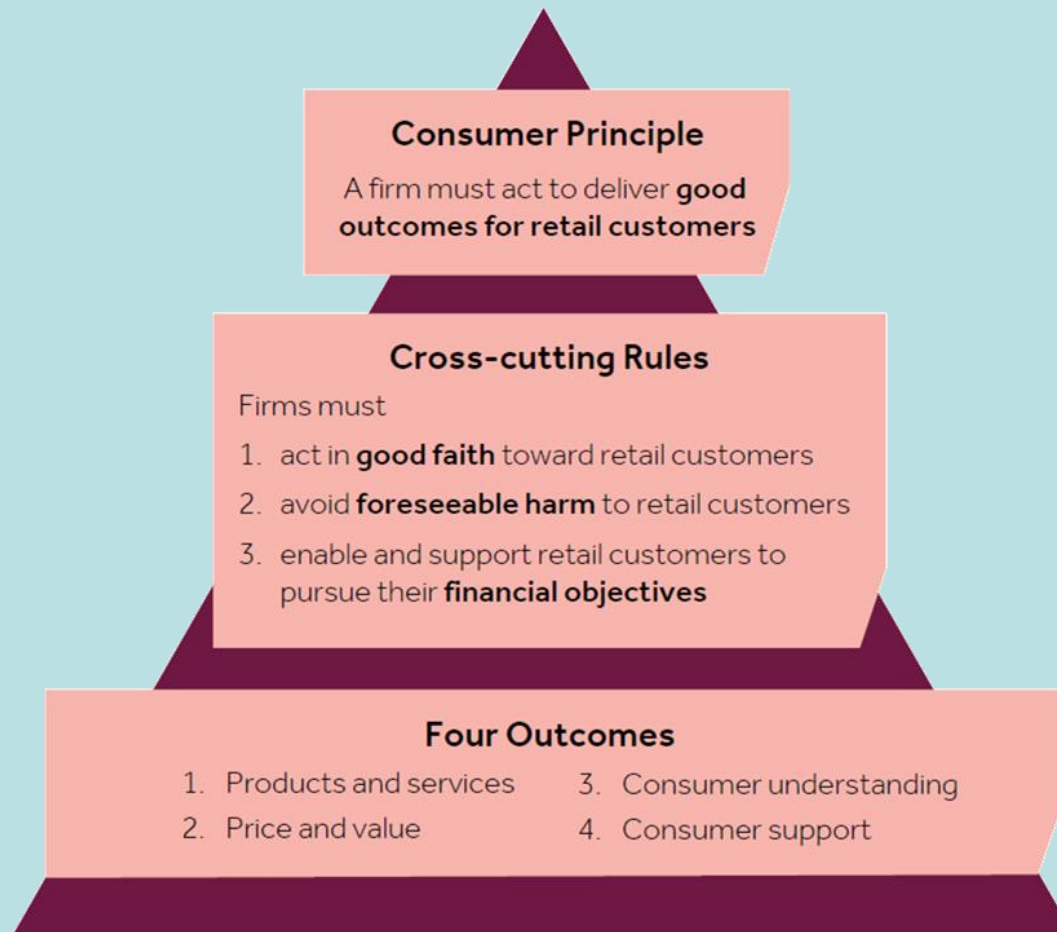 Consumer Principle
A firm must act to deliver good
outcomes for retail customers
Cross-cutting Rules
Firms must
1. act in good faith toward retail customers
2. avoid foreseeable harm to retail customers
3. enable and support retail customers to
pursue their financial objectives
Four Outcomes
1. Products and services
2. Price and value
3. Consumer understanding
4. Consumer support